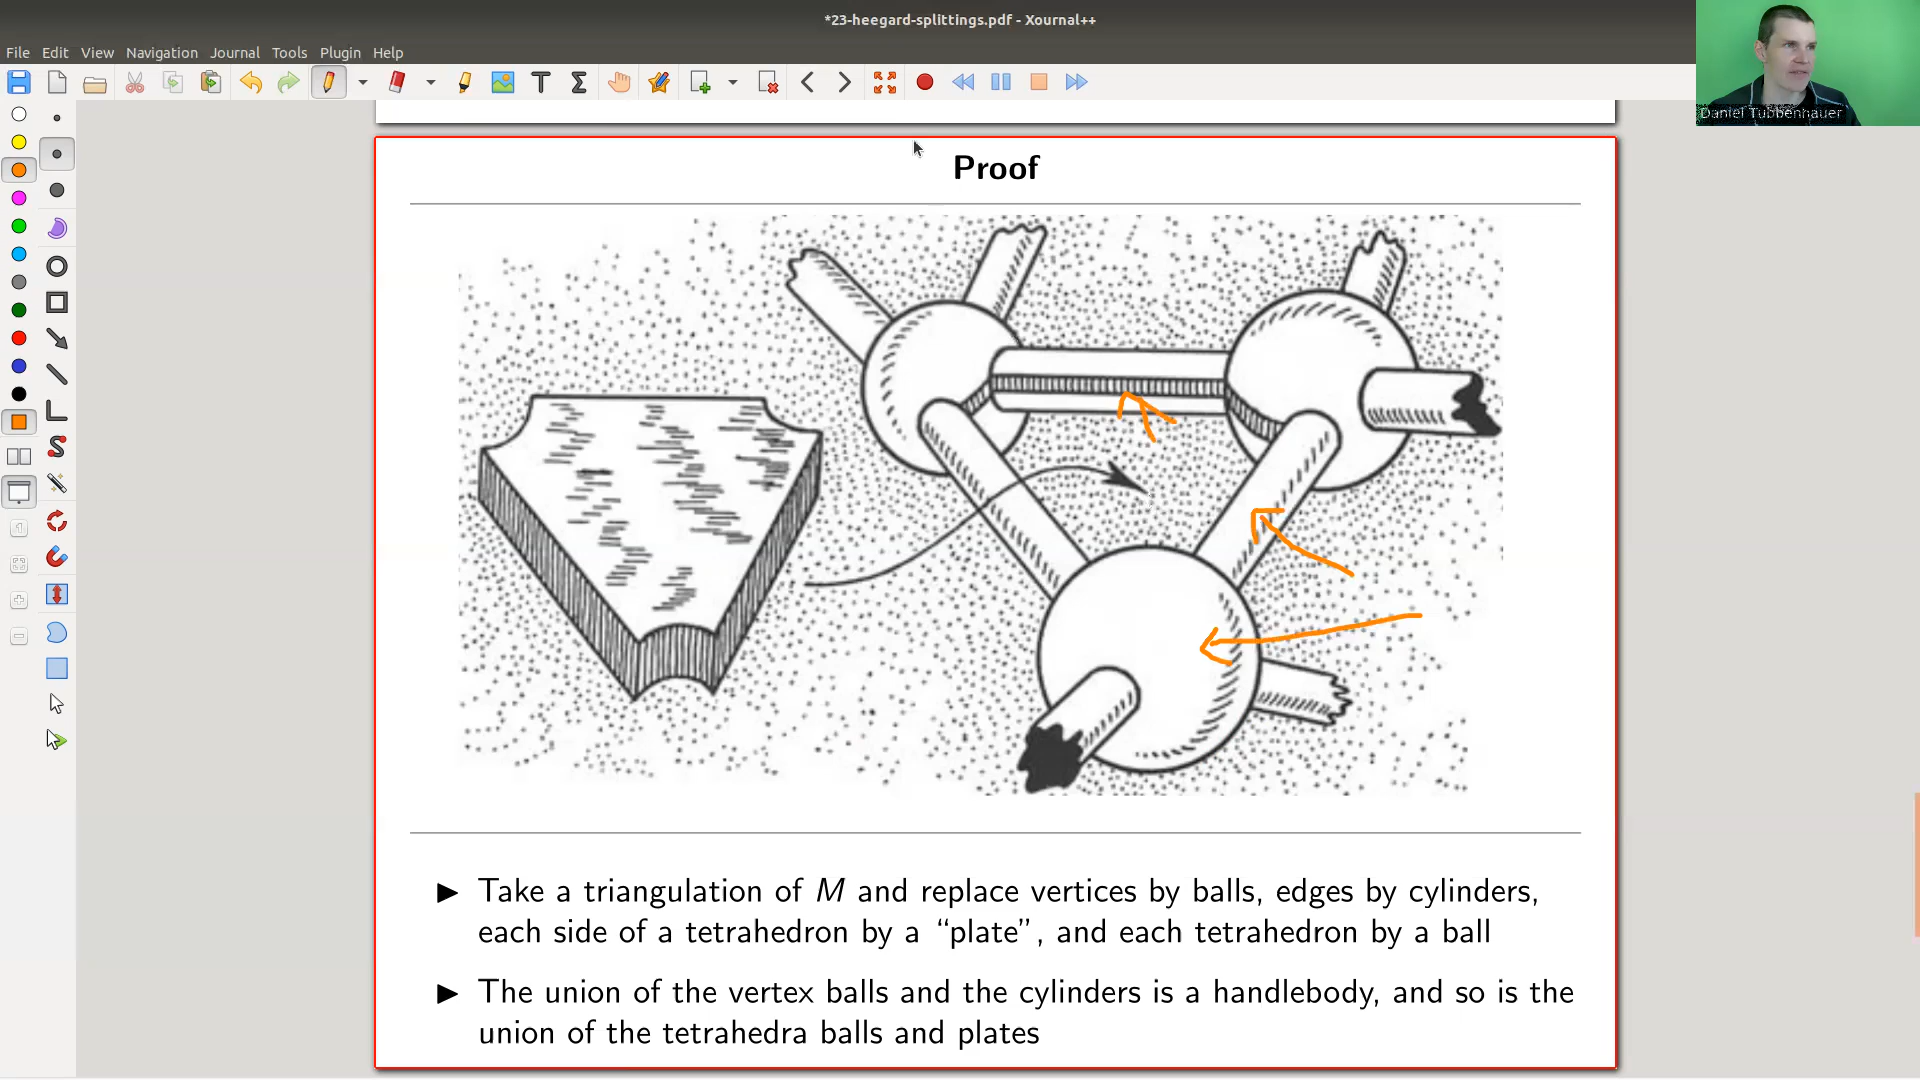 *23-heegard-splittings.pdf - Xournal++
File Edit View Navigation Journal Tools Plugin Help
Daniel Tubbenhauer
Proof
► Take a triangulation of M and replace vertices by balls, edges by cylinders,
each side of a tetrahedron by a “plate”, and each tetrahedron by a ball
► The union of the vertex balls and the cylinders is a handlebody, and so is the
union of the tetrahedra balls and plates